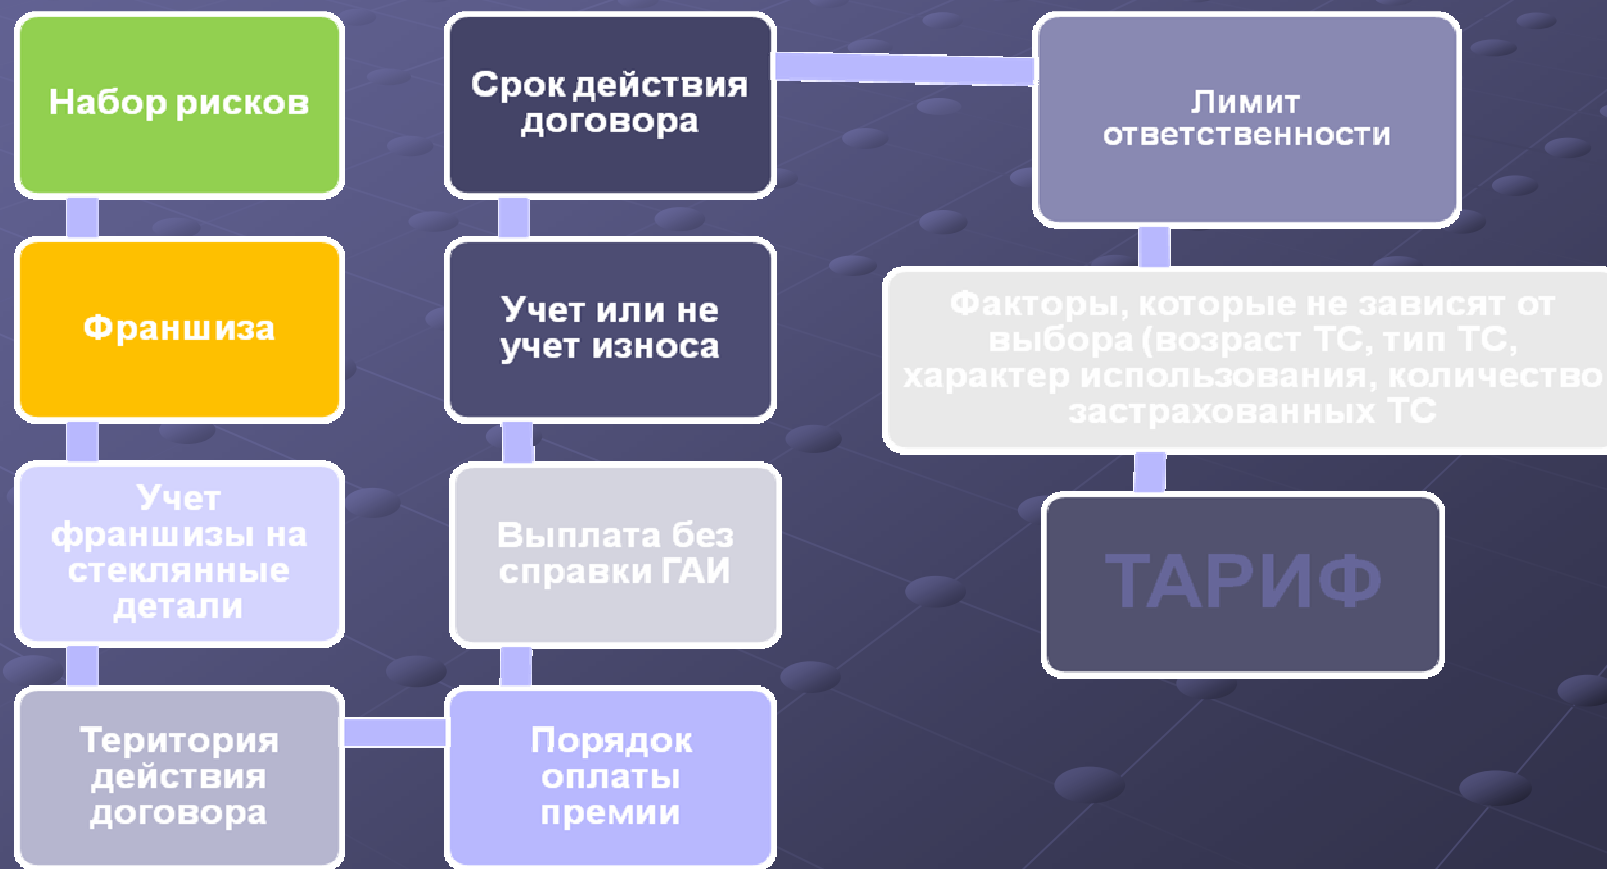 Набор рисков
Франшиза
Учет
франшизы на
стеклянные
детали
Територия
действия
договора
Порядок
оплаты
премии
Выплата без
справки ГАИ
Учет или не
учет износа
Срок действия
договора
Лимит
ответственности
Факторы, которые не зависят от
выбора (возраст ТС, тип ТС,
характер использования, количество
застрахованных ТС
ТАРИФ